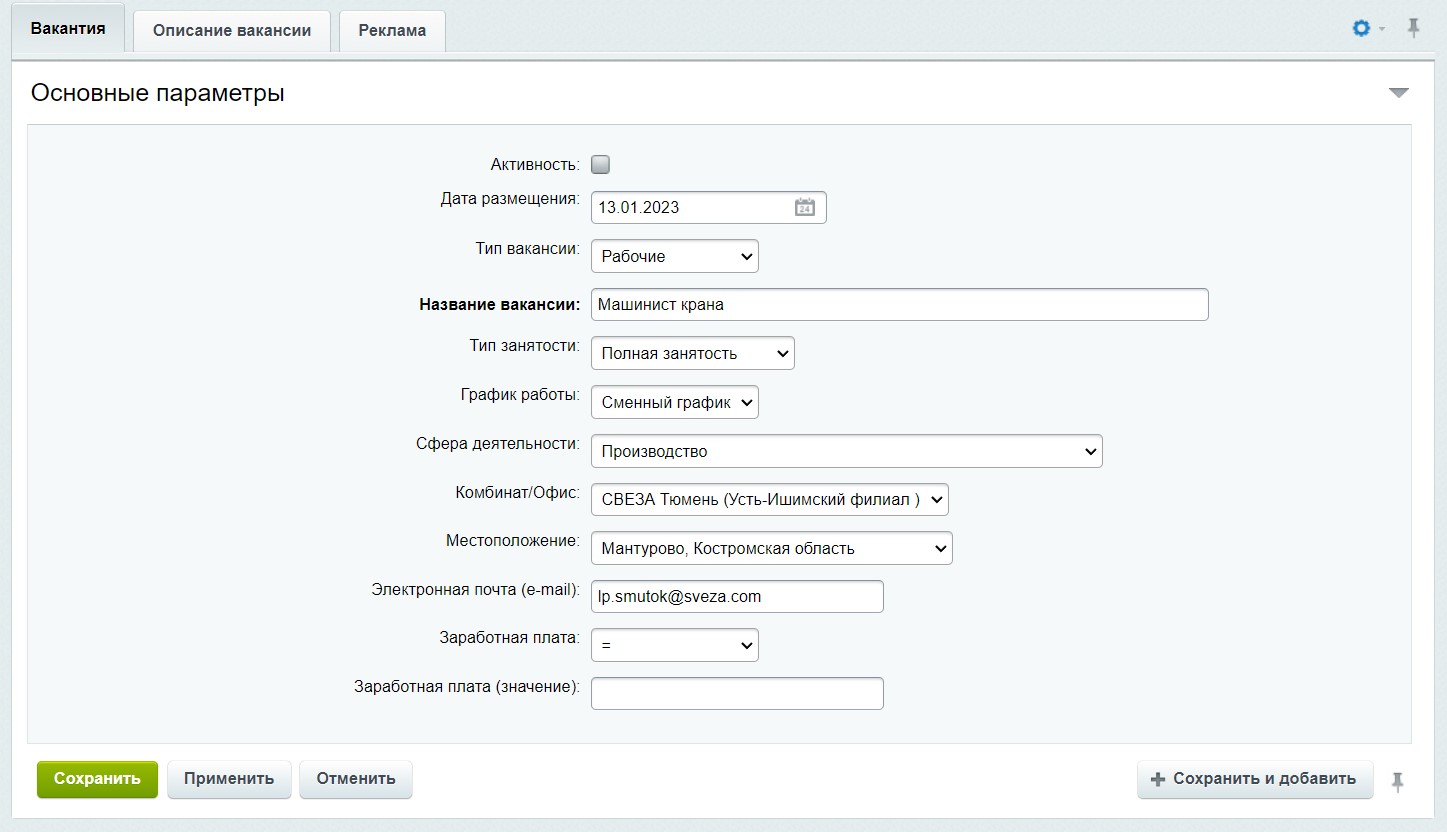 Вакансия
Описание вакансии
Реклама
Основные параметры
Активность:
Дата размещения: 13.01.2023 24
Тип вакансии: Рабочие
Название вакансии: Машинист крана
Тип занятости: Полная занятость
График работы: Сменный график
Сфера деятельности: Производство
Комбинат/Офис: СВЕЗА Тюмень (Усть-Ишимский филиал )
Местоположение: Мантурово, Костромская область
Электронная почта (e-mail): lp.smutok@sveza.com
Заработная плата: =
Заработная плата (значение):
Сохранить
Применить
Отменить
Сохранить и добавить